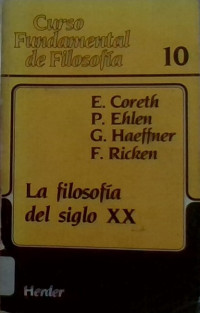 Curso
Fundamental
de Filosofía
10
E. Coreth
P. Ehlen
G. Haeffner
F. Ricken
La filosofía
del siglo XX
Herder